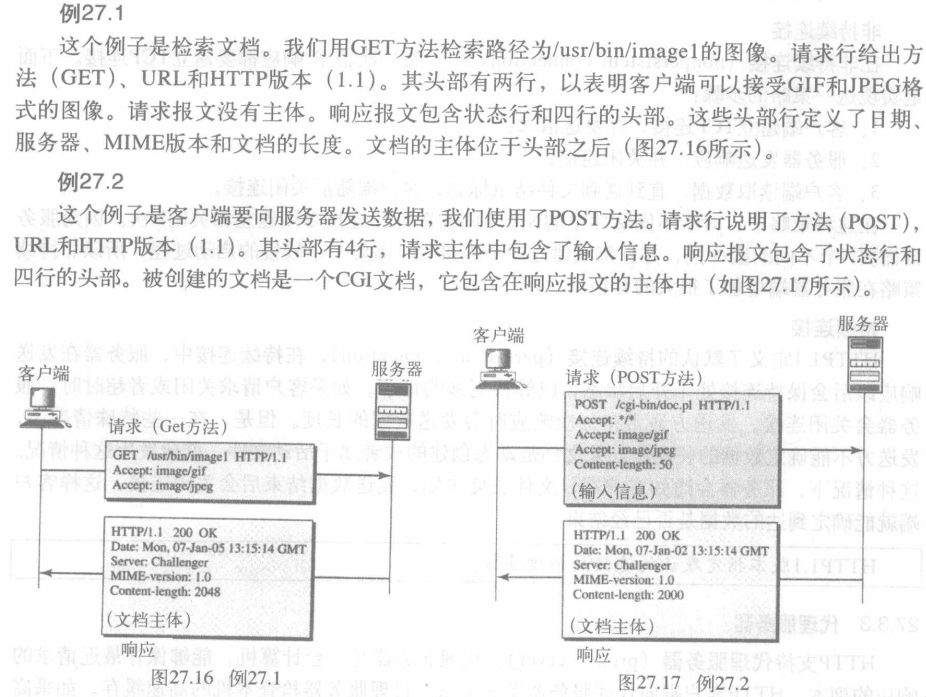 例27.1
这个例子是检索文档。我们用GET方法检索路径为/usr/bin/image1的图像。请求行给出方
法（GET）、URL和HTTP版本（1.1）。其头部有两行，以表明客户端可以接受GIF和JPEG格
式的图像。请求报文没有主体。响应报文包含状态行和四行的头部。这些头部行定义了日期、
服务器、MIME版本和文档的长度。文档的主体位于头部之后（图27.16所示）。
例27.2
这个例子是客户端要向服务器发送数据，我们使用了POST方法。请求行说明了方法（POST），
URL和HTTP版本（1.1）。其头部有4行，请求主体中包含了输入信息。响应报文包含了状态行和
四行的头部。被创建的文档是一个CGI文档，它包含在响应报文的主体中（如图27.17所示）。
客户端
服务器
请求（Get方法）
GET /usr/bin/image1 HTTP/1.1
Accept: image/gif
Accept: image/jpeg
HTTP/1.1 200 OK
Date: Mon, 07-Jan-05 13:15:14 GMT
Server: Challenger
MIME-version: 1.0
Content-length: 2048
（文档主体）
响应
图27.16 例27.1
客户端
服务器
请求（POST方法）
POST /cgi-bin/doc.pl HTTP/1.1
Accept: */*
Accept: image/gif
Accept: image/jpeg
Content-length: 50
（输入信息）
HTTP/1.1 200 OK
Date: Mon, 07-Jan-02 13:15:14 GMT
Server: Challenger
MIME-version: 1.0
Content-length: 2000
（文档主体）
响应
图27.17 例27.2